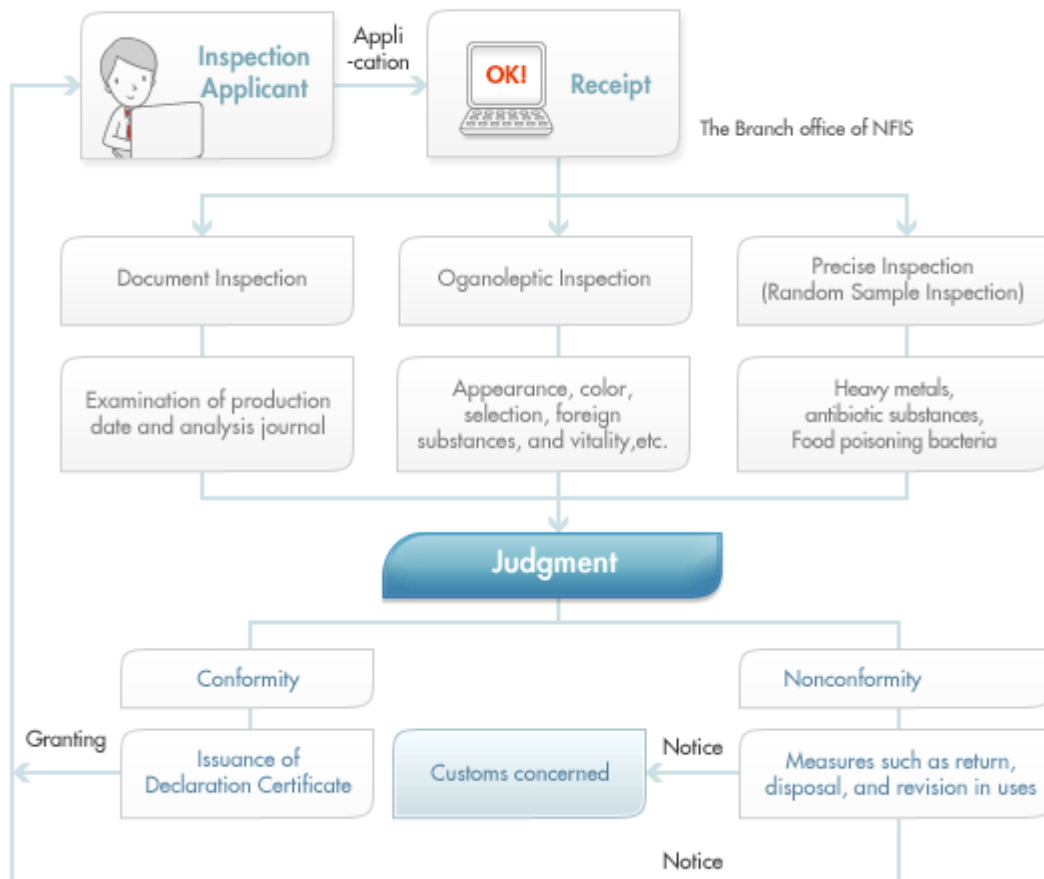 Inspection
Applicant
Appli
-cation
OK!
Receipt
The Branch office of NFIS
Document Inspection
Oganoleptic Inspection
Precise Inspection
(Random Sample Inspection)
Examination of production
date and analysis journal
Appearance, color,
selection, foreign
substances, and vitality,etc.
Heavy metals,
antibiotic substances,
Food poisoning bacteria
Judgment
Conformity
Nonconformity
Granting
Issuance of
Declaration Certificate
Customs concerned
Notice
Measures such as return,
disposal, and revision in uses
Notice